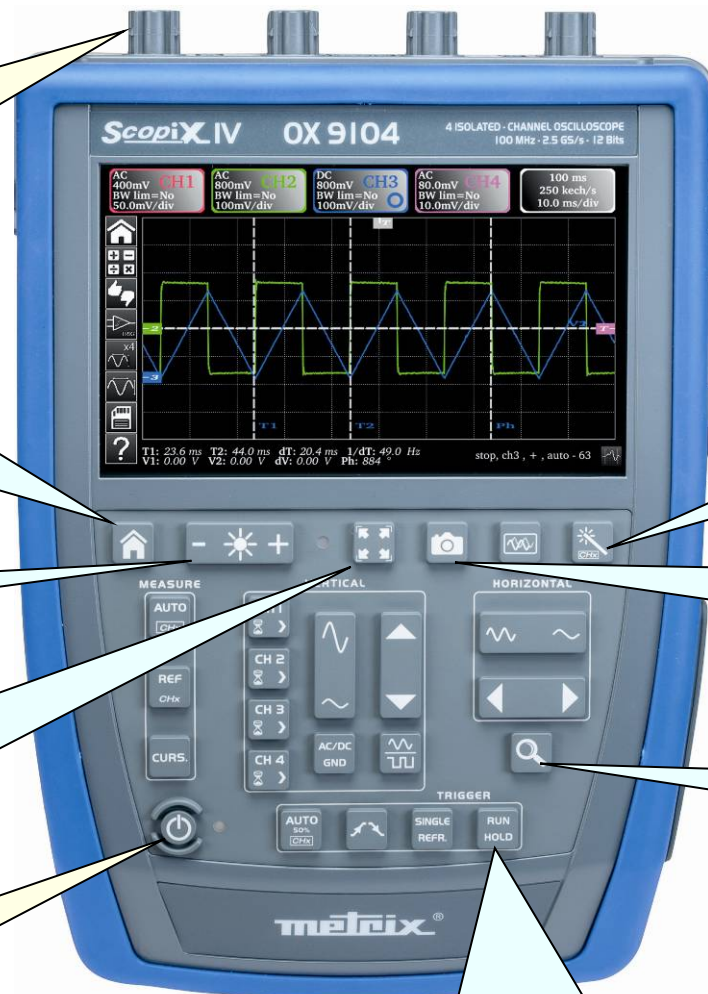 Scopix IV
OX 9104
4 ISOLATED - CHANNEL OSCILLOSCOPE
100 MHz - 2.5 GS/s - 12 Bits
AC
400mV CH1
BW lim=No
50.0mV/div
AC
800mV CH2
BW lim=No
100mV/div
DC
800mV CH3
BW lim=No
100mV/div
AC
80.0mV CH4
BW lim=No
10.0mV/div
100 ms
250 kech/s
10.0 ms/div
x4
2
3
T1
T2
Ph
T1: 23.6 ms T2: 44.0 ms dT: 20.4 ms 1/dT: 49.0 Hz
V1: 0.00 V V2: 0.00 V dV: 0.00 V Ph: 884 °
stop, ch3 , + , auto - 63
CHx
MEASURE
HORIZONTAL
AUTO
CHx
REF
CHx
CURS.
CH 2
CH 3
CH 4
AC/DC
GND
TRIGGER
AUTO
50%
CHx
SINGLE
REFR.
RUN
HOLD
metrix®